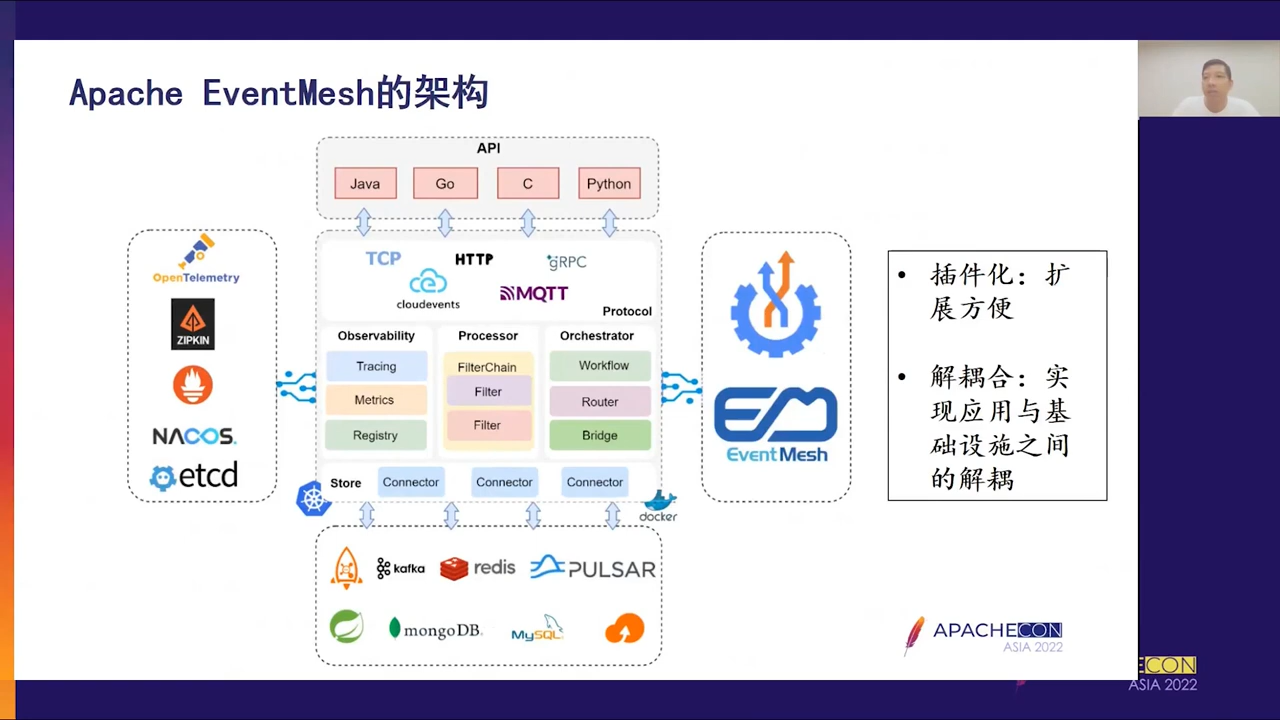 Apache EventMesh的架构
API
Java
Go
C
Python
TCP
HTTP
gRPC
cloudevents
MQTT
Protocol
OpenTelemetry
ZIPKIN
NACOS.
etcd
Observability
Processor
Orchestrator
Tracing
FilterChain
Workflow
Metrics
Filter
Router
Registry
Filter
Bridge
Store
Connector
Connector
Connector
docker
EventMesh
• 插件化：扩
展方便
• 解耦合：实
现应用与基
础设施之间
的解耦
kafka
redis
PULSAR
mongoDB.
MySQL
APACHECON
ASIA 2022
ECON
ASIA 2022